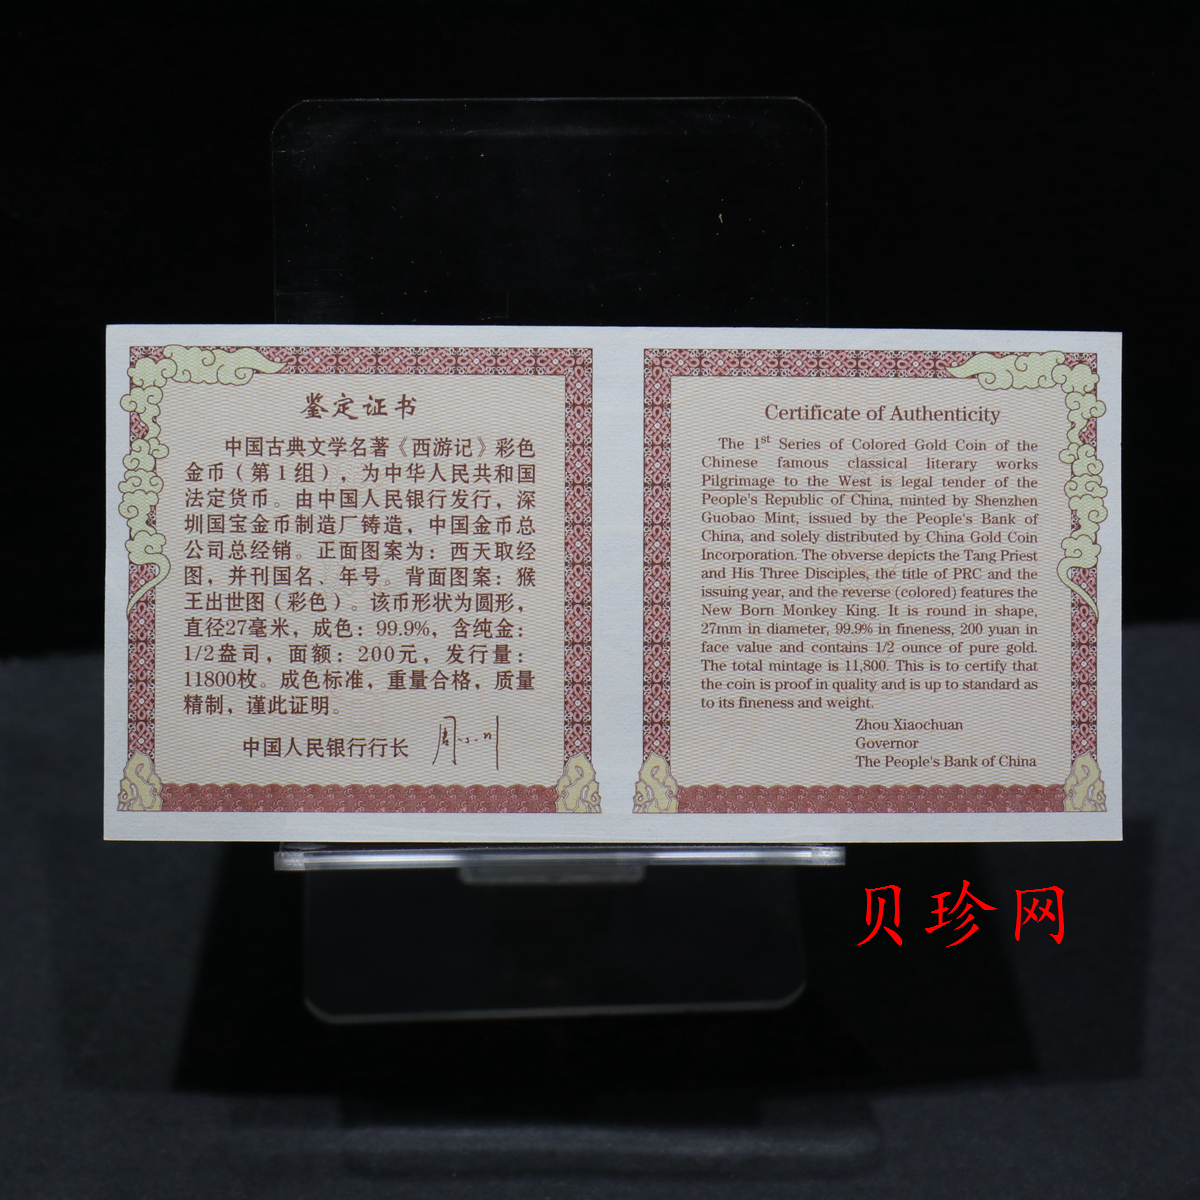 鉴定证书
中国古典文学名著《西游记》彩色
金币（第1组），为中华人民共和国
法定货币。由中国人民银行发行，深
圳国宝金币制造厂铸造，中国金币总
公司总经销。正面图案为：西天取经
图，并刊国名、年号。背面图案：猴
王出世图（彩色）。该币形状为圆形，
直径27毫米，成色：99.9%，含纯金：
1/2盎司，面额：200元，发行量：
11800枚。成色标准，重量合格，质量
精制，谨此证明。
中国人民银行行长 周小川
Certificate of Authenticity
The 1st Series of Colored Gold Coin of the
Chinese famous classical literary works
Pilgrimage to the West is legal tender of the
People's Republic of China, minted by Shenzhen
Guobao Mint, issued by the People's Bank of
China, and solely distributed by China Gold Coin
Incorporation. The obverse depicts the Tang Priest
and His Three Disciples, the title of PRC and the
issuing year, and the reverse (colored) features the
New Born Monkey King. It is round in shape,
27mm in diameter, 99.9% in fineness, 200 yuan in
face value and contains 1/2 ounce of pure gold.
The total mintage is 11,800. This is to certify that
the coin is proof in quality and is up to standard as
to its fineness and weight.
Zhou Xiaochuan
Governor
The People's Bank of China
贝珍网